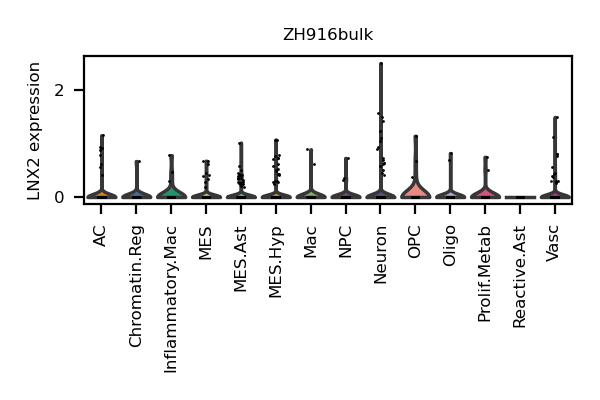 ZH916bulk
LNX2 expression
2
0
AC
Chromatin.Reg
Inflammatory.Mac
MES
MES.Ast
MES.Hyp
Mac
NPC
Neuron
OPC
Oligo
Prolif.Metab
Reactive.Ast
Vasc